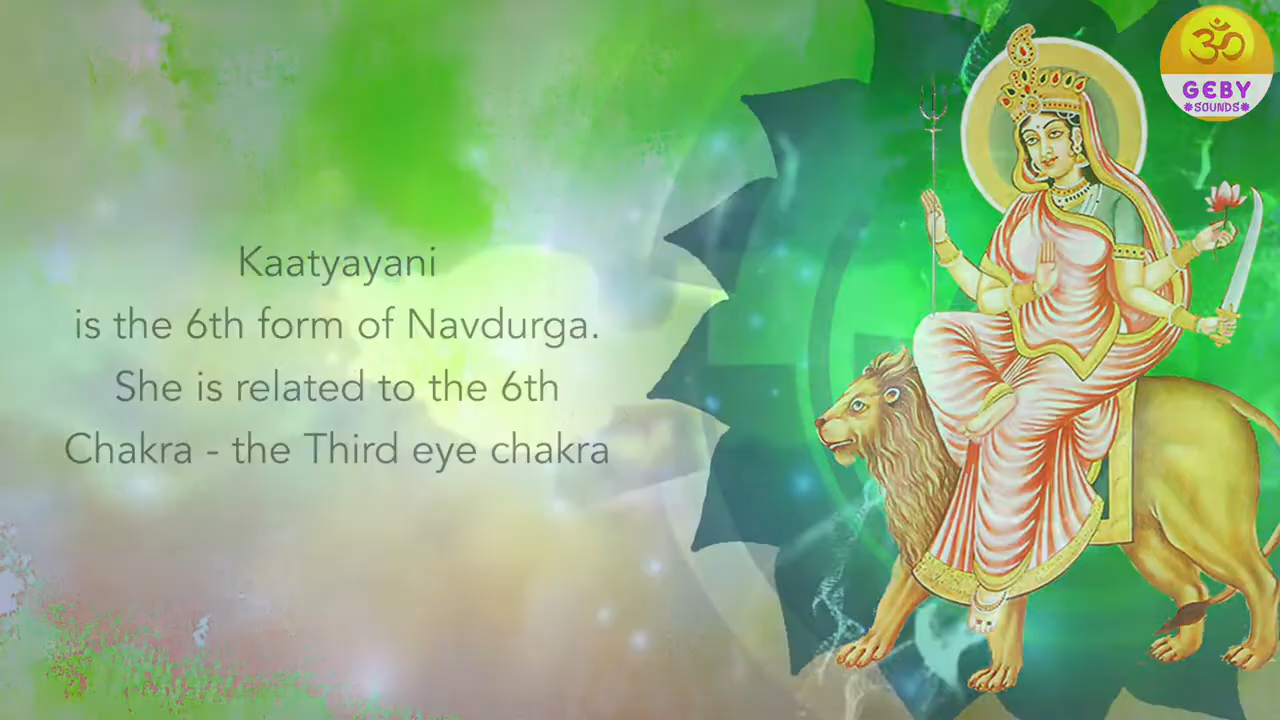 Kaatyayani
is the 6th form of Navdurga.
She is related to the 6th
Chakra - the Third eye chakra
ॐ
GEBY
SOUNDS